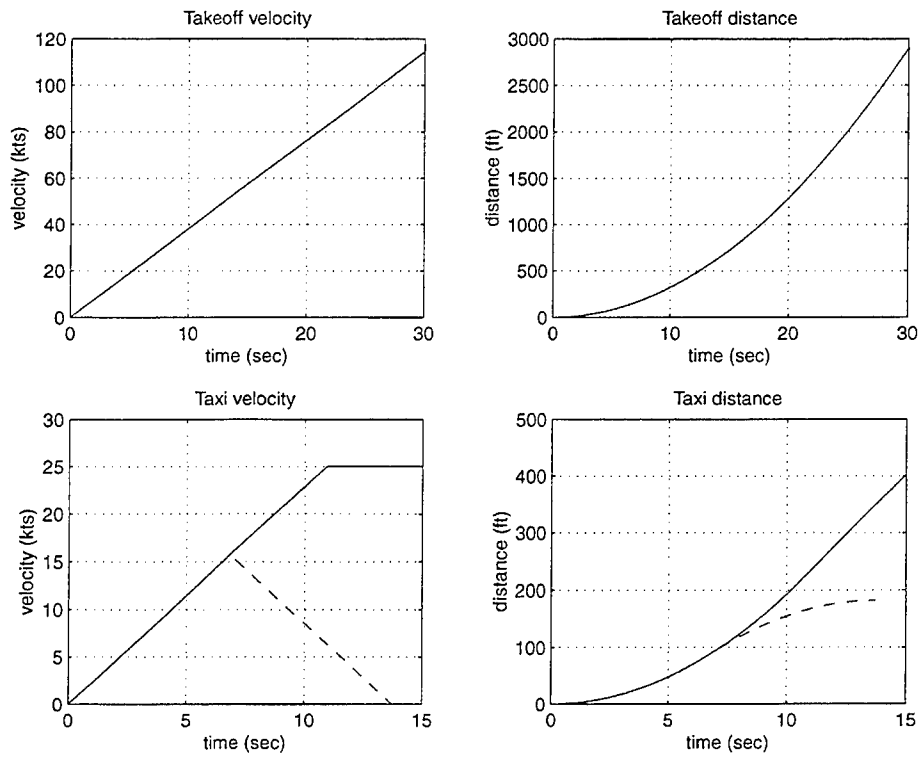 Takeoff velocity
120
100
80
60
40
20
0
velocity (kts)
0 10 20 30
time (sec)
Takeoff distance
3000
2500
2000
1500
1000
500
0
distance (ft)
0 10 20 30
time (sec)
Taxi velocity
30
25
20
15
10
5
0
velocity (kts)
0 5 10 15
time (sec)
Taxi distance
500
400
300
200
100
0
distance (ft)
0 5 10 15
time (sec)